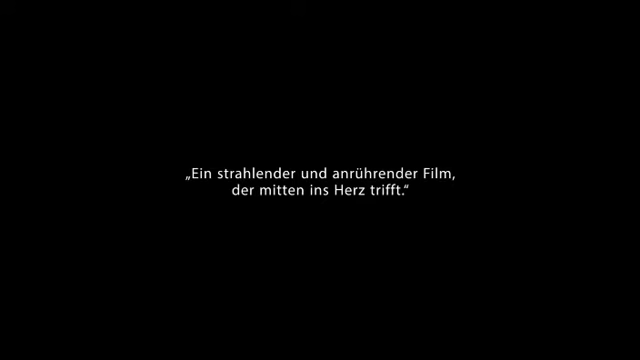 „Ein strahlender und anrührender Film,
der mitten ins Herz trifft.“